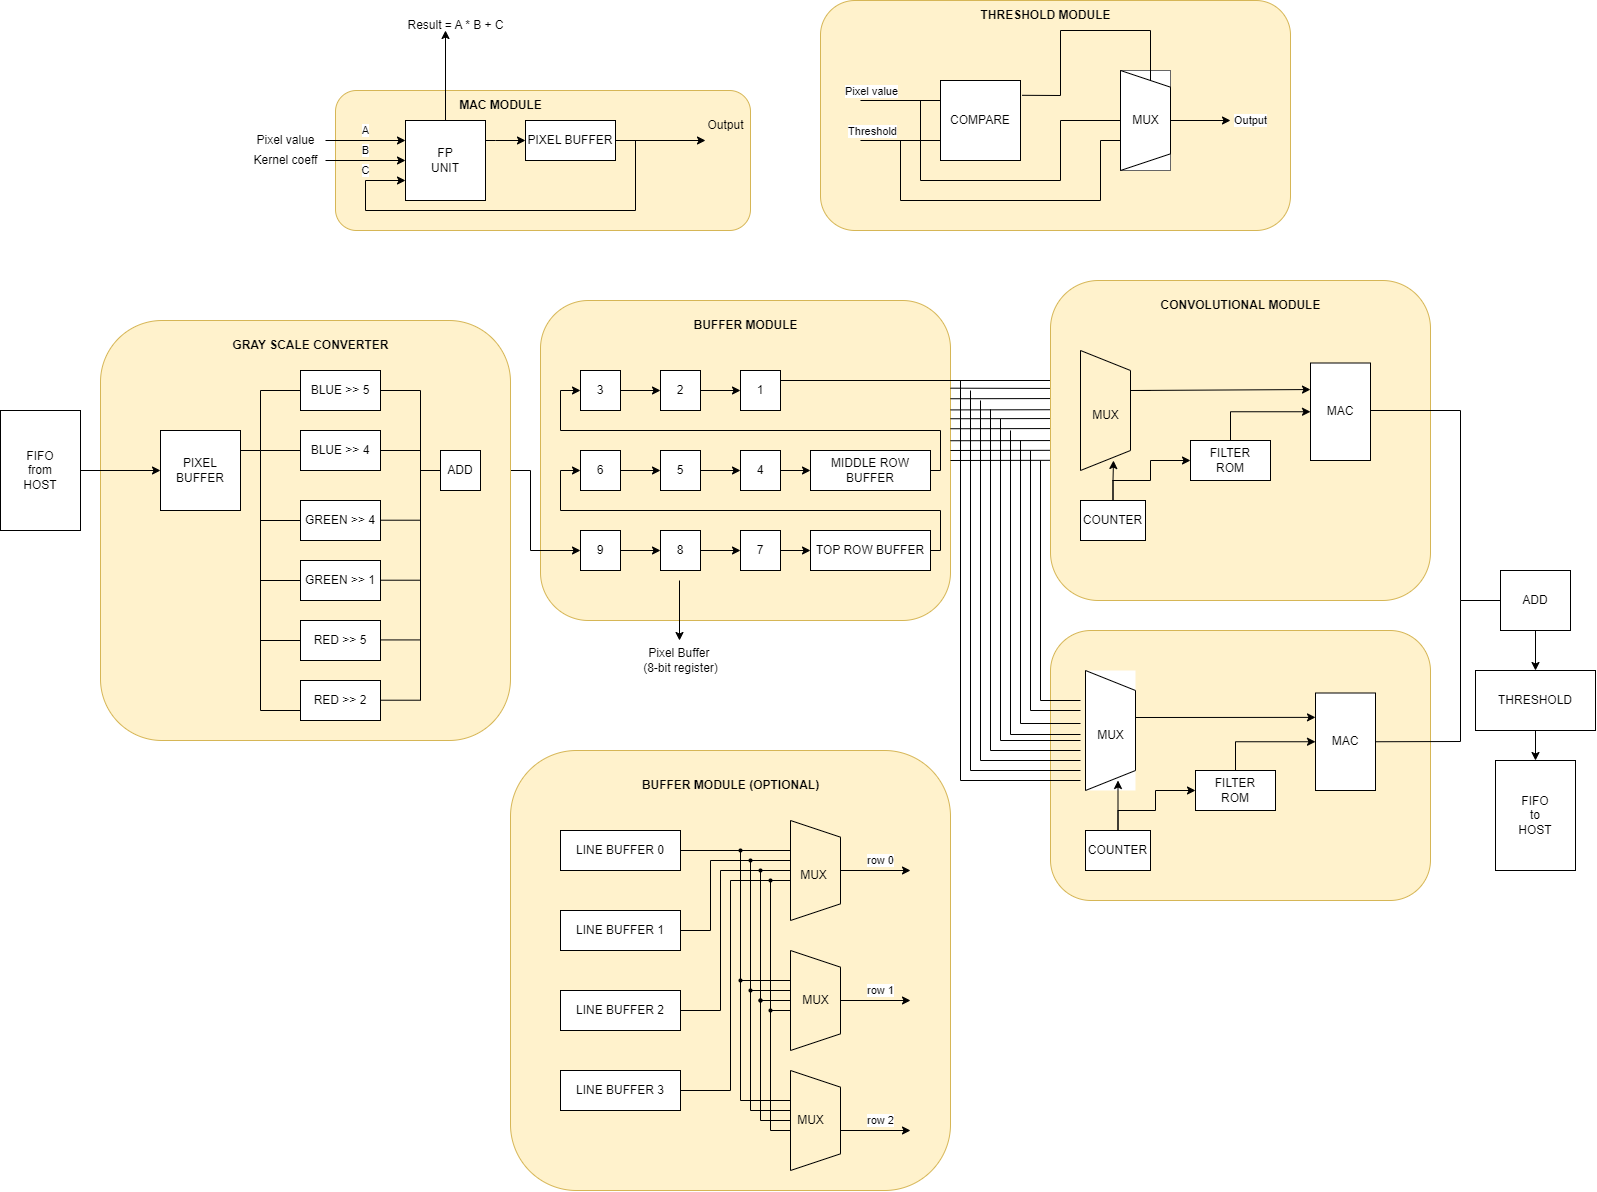 Result = A * B + C
MAC MODULE
Pixel value
Kernel coeff
A
B
C
FP
UNIT
PIXEL BUFFER
Output
THRESHOLD MODULE
Pixel value
Threshold
COMPARE
MUX
Output
FIFO
from
HOST
GRAY SCALE CONVERTER
PIXEL
BUFFER
BLUE >> 5
BLUE >> 4
GREEN >> 4
GREEN >> 1
RED >> 5
RED >> 2
ADD
BUFFER MODULE
3
2
1
6
5
4
MIDDLE ROW
BUFFER
9
8
7
TOP ROW BUFFER
Pixel Buffer
(8-bit register)
CONVOLUTIONAL MODULE
MUX
COUNTER
FILTER
ROM
MAC
MUX
COUNTER
FILTER
ROM
MAC
ADD
THRESHOLD
FIFO
to
HOST
BUFFER MODULE (OPTIONAL)
LINE BUFFER 0
LINE BUFFER 1
LINE BUFFER 2
LINE BUFFER 3
MUX
row 0
MUX
row 1
MUX
row 2